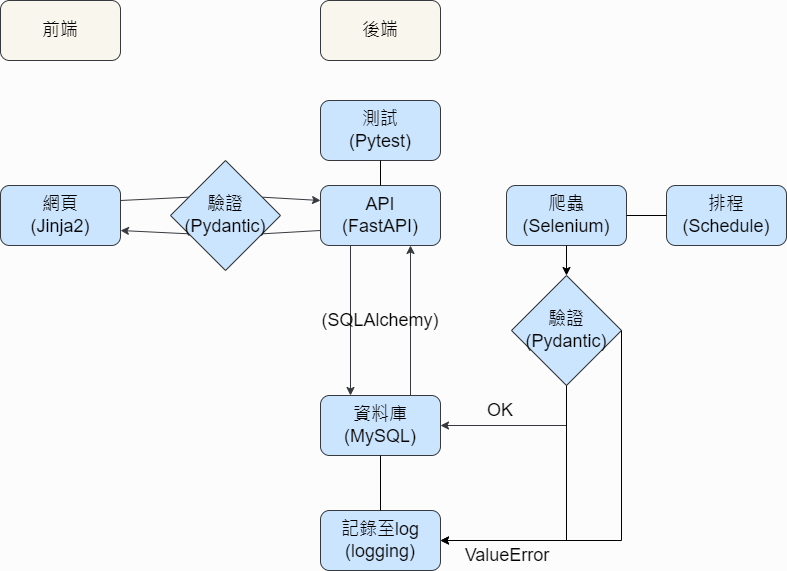 前端
後端
測試
(Pytest)
網頁
(Jinja2)
驗證
(Pydantic)
API
(FastAPI)
爬蟲
(Selenium)
排程
(Schedule)
(SQLAlchemy)
驗證
(Pydantic)
資料庫
(MySQL)
OK
記錄至log
(logging)
ValueError